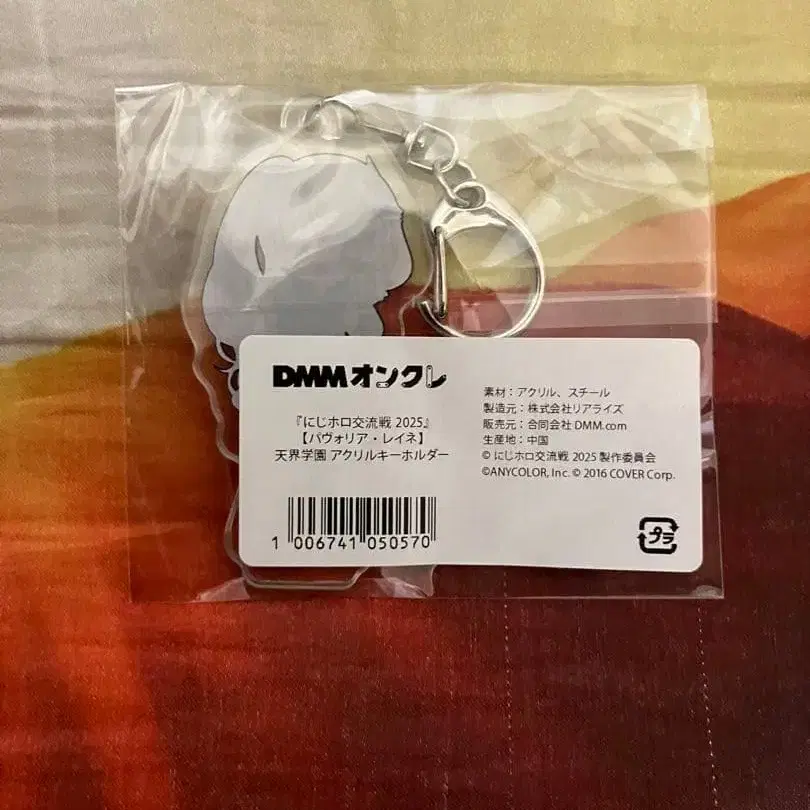 DMMオンクレ
『にじホロ交流戦 2025』
【パヴォリア・レイネ】
天界学園 アクリルキーホルダー
1 006741 050570
素材：アクリル、スチール
製造元：株式会社リアライズ
販売元：合同会社 DMM.com
生産地：中国
© にじホロ交流戦 2025 製作委員会
©ANYCOLOR, Inc. © 2016 COVER Corp.
プラ